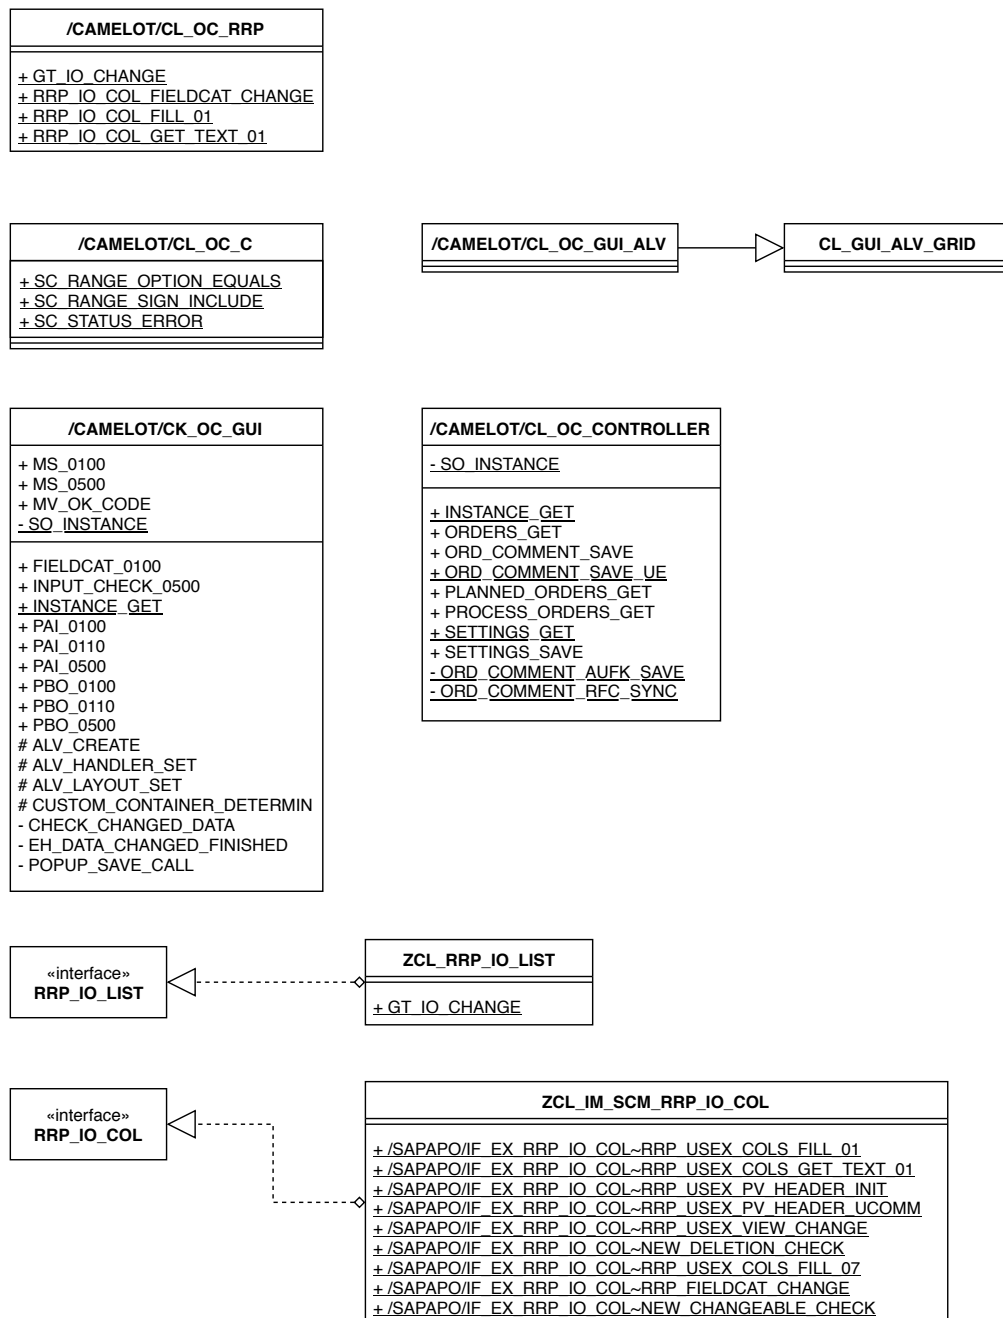 /CAMELOT/CL_OC_RRP
+ GT_IO_CHANGE
+ RRP_IO_COL_FIELDCAT_CHANGE
+ RRP_IO_COL_FILL_01
+ RRP_IO_COL_GET_TEXT_01
/CAMELOT/CL_OC_C
+ SC_RANGE_OPTION_EQUALS
+ SC_RANGE_SIGN_INCLUDE
+ SC_STATUS_ERROR
/CAMELOT/CL_OC_GUI_ALV
CL_GUI_ALV_GRID
/CAMELOT/CK_OC_GUI
+ MS_0100
+ MS_0500
+ MV_OK_CODE
- SO_INSTANCE
+ FIELDCAT_0100
+ INPUT_CHECK_0500
+ INSTANCE_GET
+ PAI_0100
+ PAI_0110
+ PAI_0500
+ PBO_0100
+ PBO_0110
+ PBO_0500
# ALV_CREATE
# ALV_HANDLER_SET
# ALV_LAYOUT_SET
# CUSTOM_CONTAINER_DETERMIN
- CHECK_CHANGED_DATA
- EH_DATA_CHANGED_FINISHED
- POPUP_SAVE_CALL
/CAMELOT/CL_OC_CONTROLLER
- SO_INSTANCE
+ INSTANCE_GET
+ ORDERS_GET
+ ORD_COMMENT_SAVE
+ ORD_COMMENT_SAVE_UE
+ PLANNED_ORDERS_GET
+ PROCESS_ORDERS_GET
+ SETTINGS_GET
+ SETTINGS_SAVE
- ORD_COMMENT_AUFK_SAVE
- ORD_COMMENT_RFC_SYNC
«interface»
RRP_IO_LIST
ZCL_RRP_IO_LIST
+ GT_IO_CHANGE
«interface»
RRP_IO_COL
ZCL_IM_SCM_RRP_IO_COL
+ /SAPAPO/IF_EX_RRP_IO_COL~RRP_USEX_COLS_FILL_01
+ /SAPAPO/IF_EX_RRP_IO_COL~RRP_USEX_COLS_GET_TEXT_01
+ /SAPAPO/IF_EX_RRP_IO_COL~RRP_USEX_PV_HEADER_INIT
+ /SAPAPO/IF_EX_RRP_IO_COL~RRP_USEX_PV_HEADER_UCOMM
+ /SAPAPO/IF_EX_RRP_IO_COL~RRP_USEX_VIEW_CHANGE
+ /SAPAPO/IF_EX_RRP_IO_COL~NEW_DELETION_CHECK
+ /SAPAPO/IF_EX_RRP_IO_COL~RRP_USEX_COLS_FILL_07
+ /SAPAPO/IF_EX_RRP_IO_COL~RRP_FIELDCAT_CHANGE
+ /SAPAPO/IF_EX_RRP_IO_COL~NEW_CHANGEABLE_CHECK